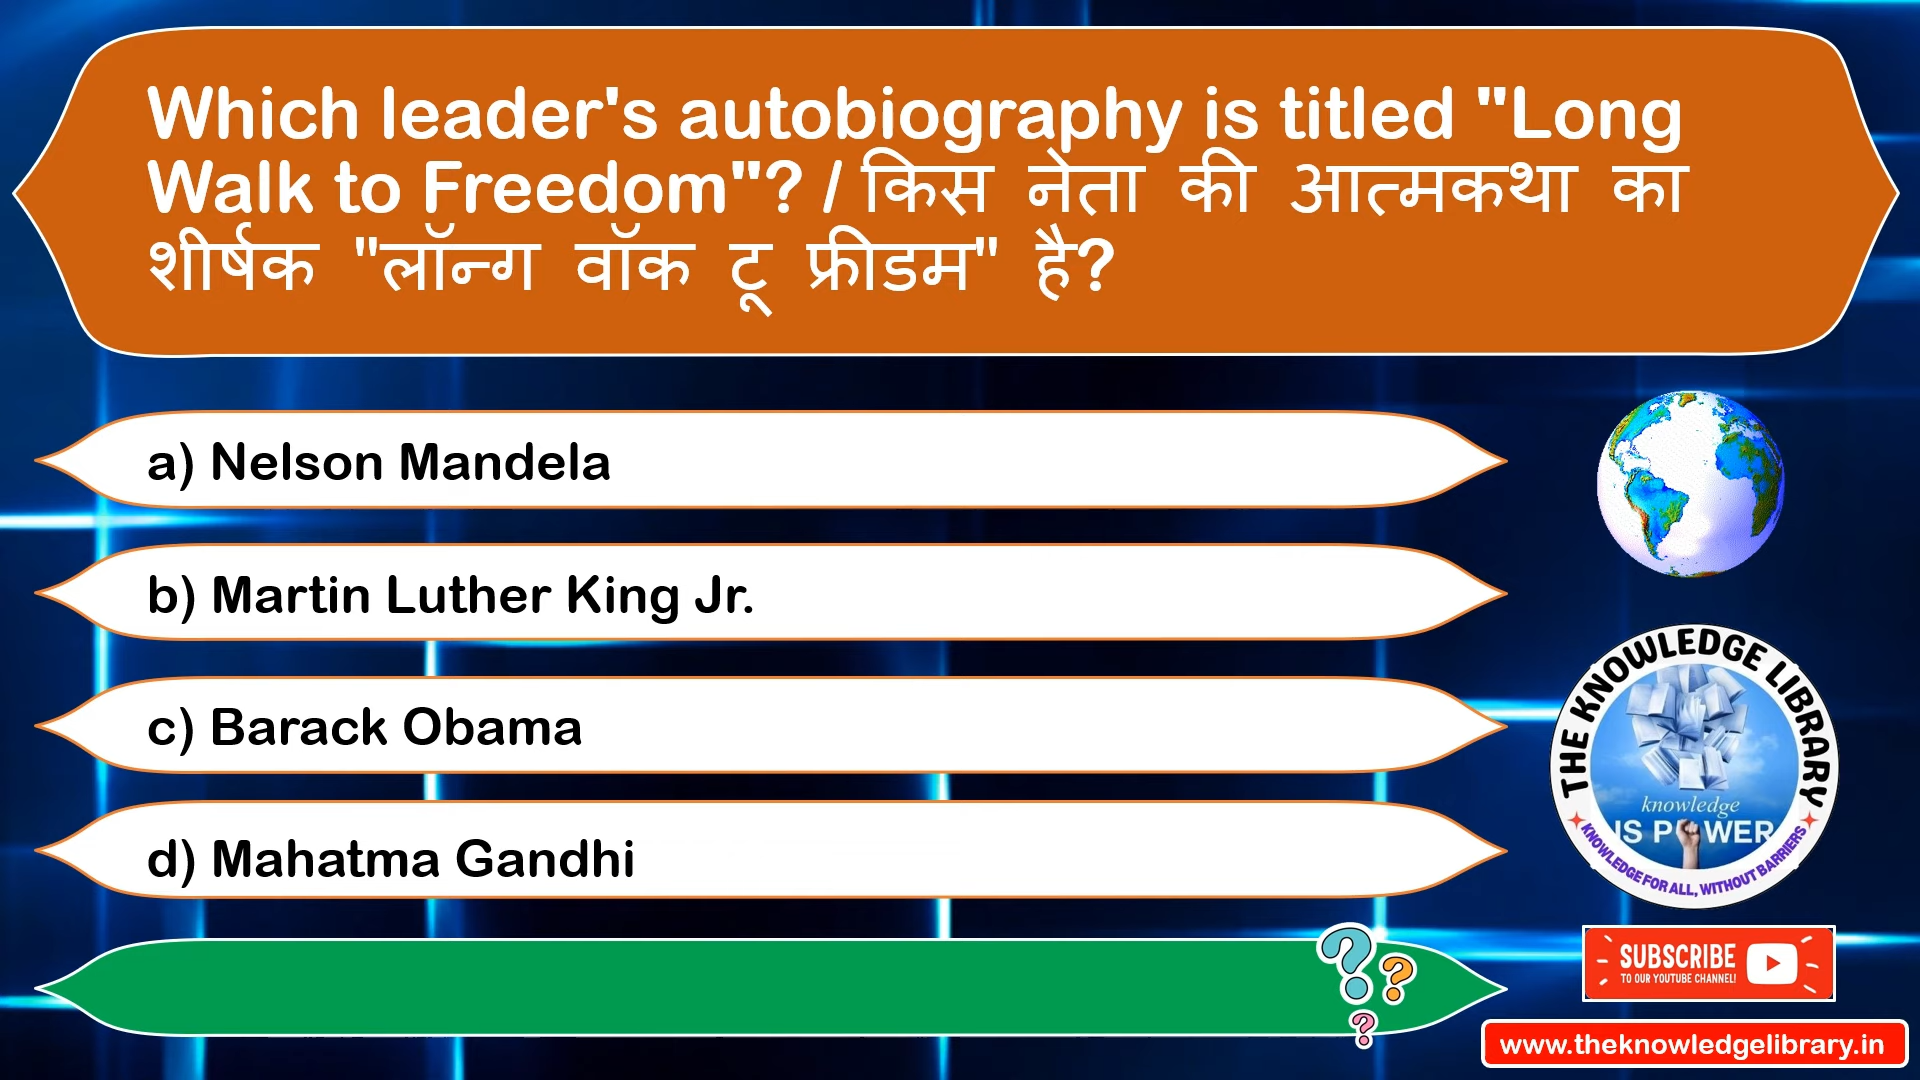 Which leader's autobiography is titled "Long
Walk to Freedom"? / किस नेता की आत्मकथा का
शीर्षक "लॉन्ग वॉक टू फ्रीडम" है?
a) Nelson Mandela
b) Martin Luther King Jr.
c) Barack Obama
d) Mahatma Gandhi
THE KNOWLEDGE LIBRARY
knowledge
IS POWER
KNOWLEDGE FOR ALL, WITHOUT BARRIERS
SUBSCRIBE
TO OUR YOUTUBE CHANNEL!
www.theknowledgelibrary.in